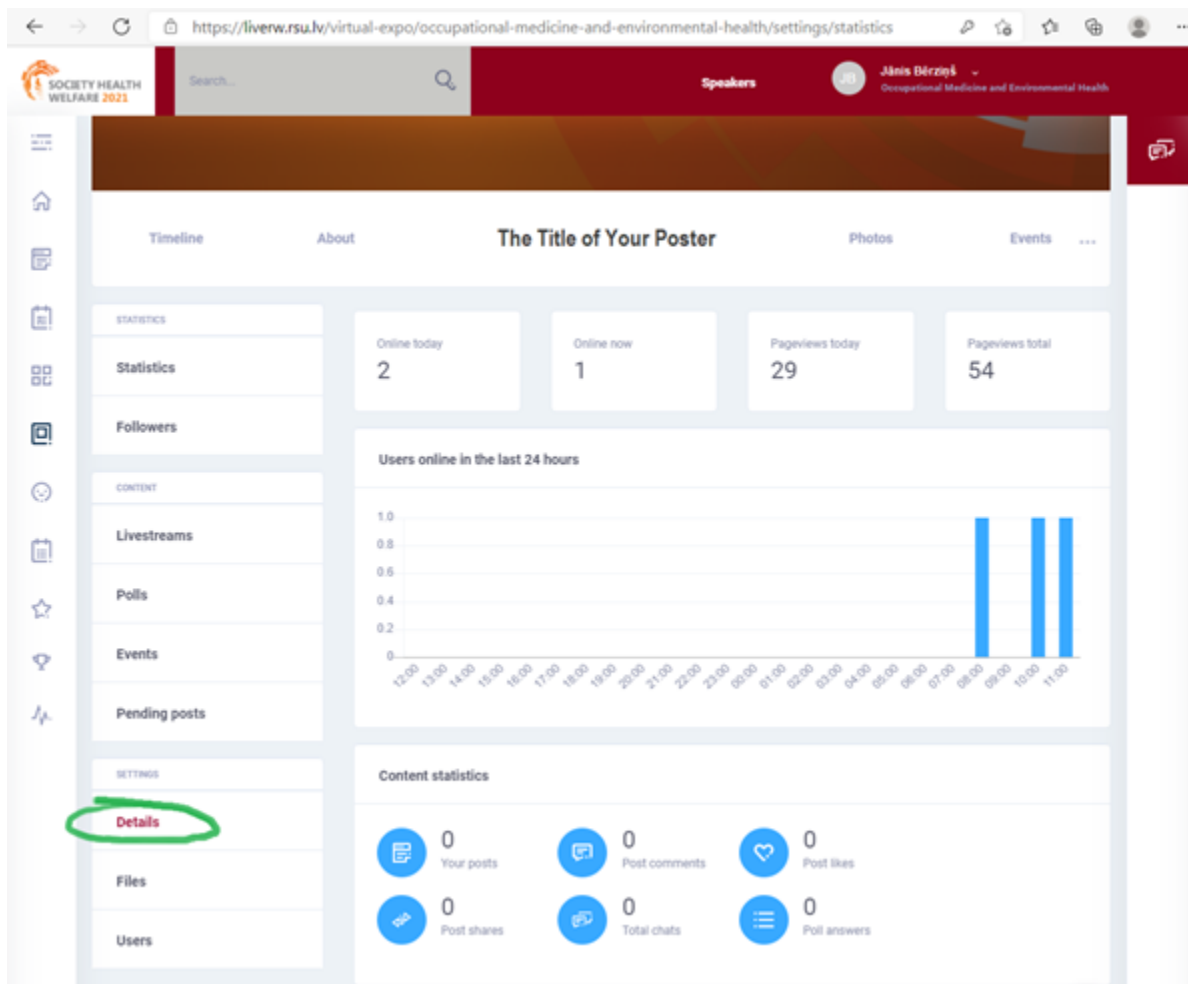 https://liverw.rsu.lv/virtual-expo/occupational-medicine-and-environmental-health/settings/statistics
SOCIETY HEALTH
WELFARE 2021
Search...
Speakers
JB
Jānis Bērziņš
Occupational Medicine and Environmental Health
Timeline
About
The Title of Your Poster
Photos
Events
...
STATISTICS
Statistics
Followers
CONTENT
Livestreams
Polls
Events
Pending posts
SETTINGS
Details
Files
Users
Online today
2
Online now
1
Pageviews today
29
Pageviews total
54
Users online in the last 24 hours
1.0
0.8
0.6
0.4
0.2
0
12:00 13:00 14:00 15:00 16:00 17:00 18:00 19:00 20:00 21:00 22:00 23:00 00:00 01:00 02:00 03:00 04:00 05:00 06:00 07:00 08:00 09:00 10:00 11:00
Content statistics
0
Your posts
0
Post comments
0
Post likes
0
Post shares
0
Total chats
0
Poll answers